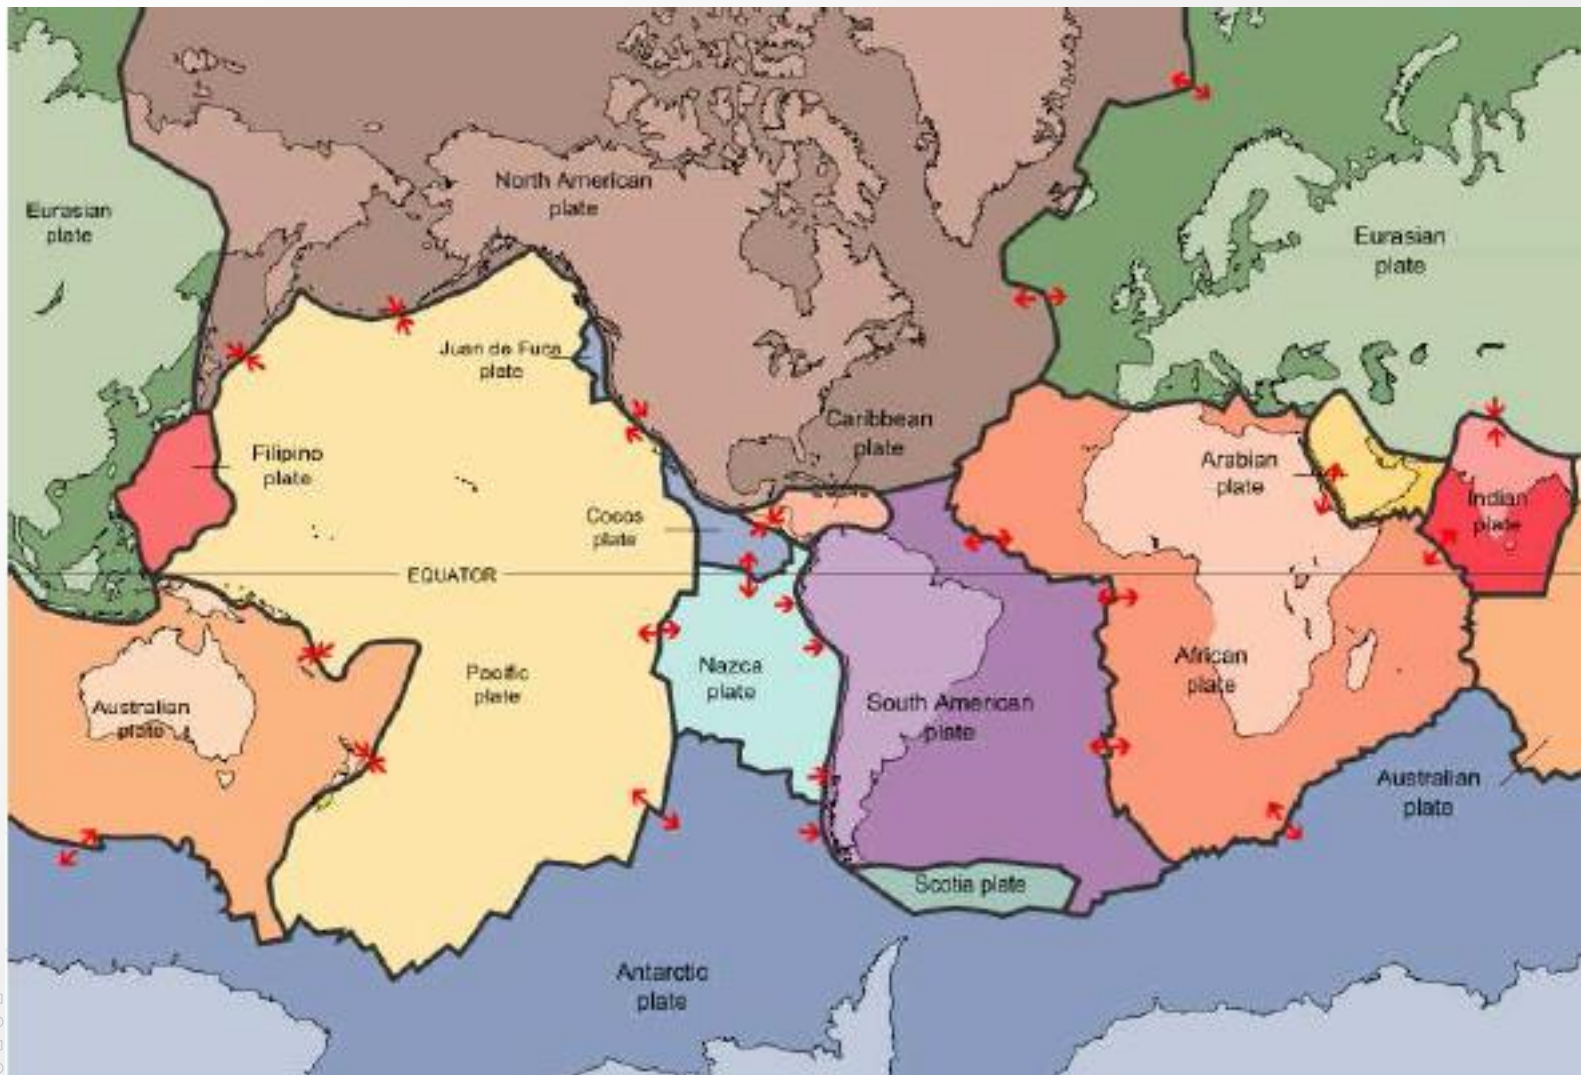 North American
plate
Eurasian
plate
Eurasian
plate
Juan de Fuca
plate
Caribbean
plate
Filipino
plate
Arabian
plate
Indian
plate
Cocos
plate
EQUATOR
Pacific
plate
Nazca
plate
African
plate
South American
plate
Australian
plate
Australian
plate
Scotia plate
Antarctic
plate